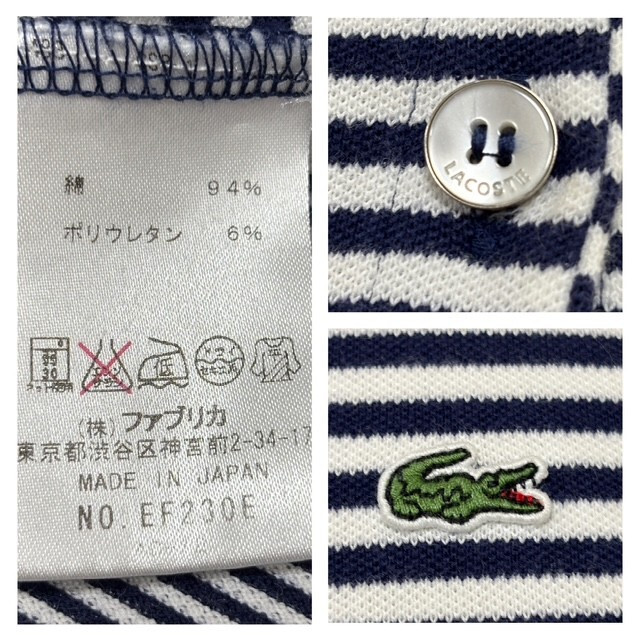 綿 94%
ポリウレタン 6%
(株) ファブリカ
東京都渋谷区神宮前2-34-17
MADE IN JAPAN
NO. EF230E
LACOSTE